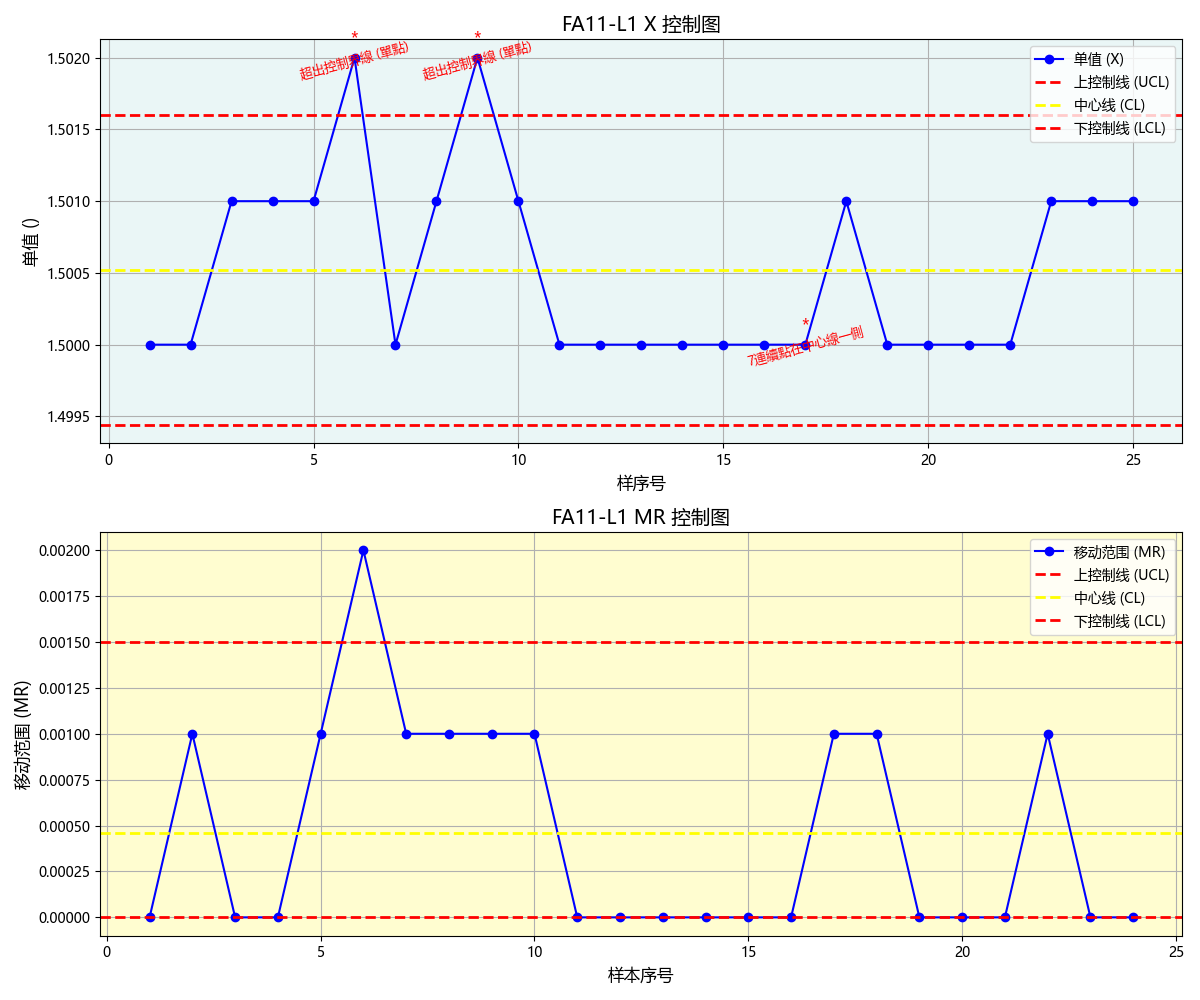 FA11-L1 X 控制图
*
*
超出控制界線 (單點)
超出控制界線 (單點)
单值 (X)
上控制线 (UCL)
中心线 (CL)
下控制线 (LCL)
单值 ()
1.5020
1.5015
1.5010
1.5005
1.5000
1.4995
*
7連續點在中心線一側
0
5
10
15
20
25
样序号
FA11-L1 MR 控制图
移动范围 (MR)
上控制线 (UCL)
中心线 (CL)
下控制线 (LCL)
移动范围 (MR)
0.00200
0.00175
0.00150
0.00125
0.00100
0.00075
0.00050
0.00025
0.00000
0
5
10
15
20
25
样本序号